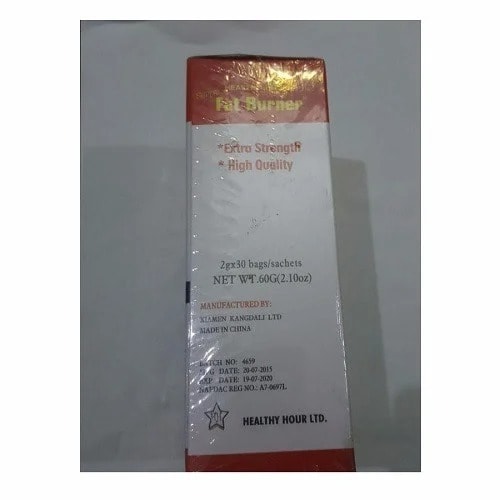 Fat Burner
*Extra Strength
* High Quality
2gx30 bags/sachets
NET WT.60G(2.10oz)
MANUFACTURED BY:
XIAMEN KANGDALI LTD
MADE IN CHINA
BATCH NO: 4659
MFG DATE: 20-07-2015
EXP DATE: 19-07-2020
NAFDAC REG NO.: A7-0697L
HEALTHY HOUR LTD.